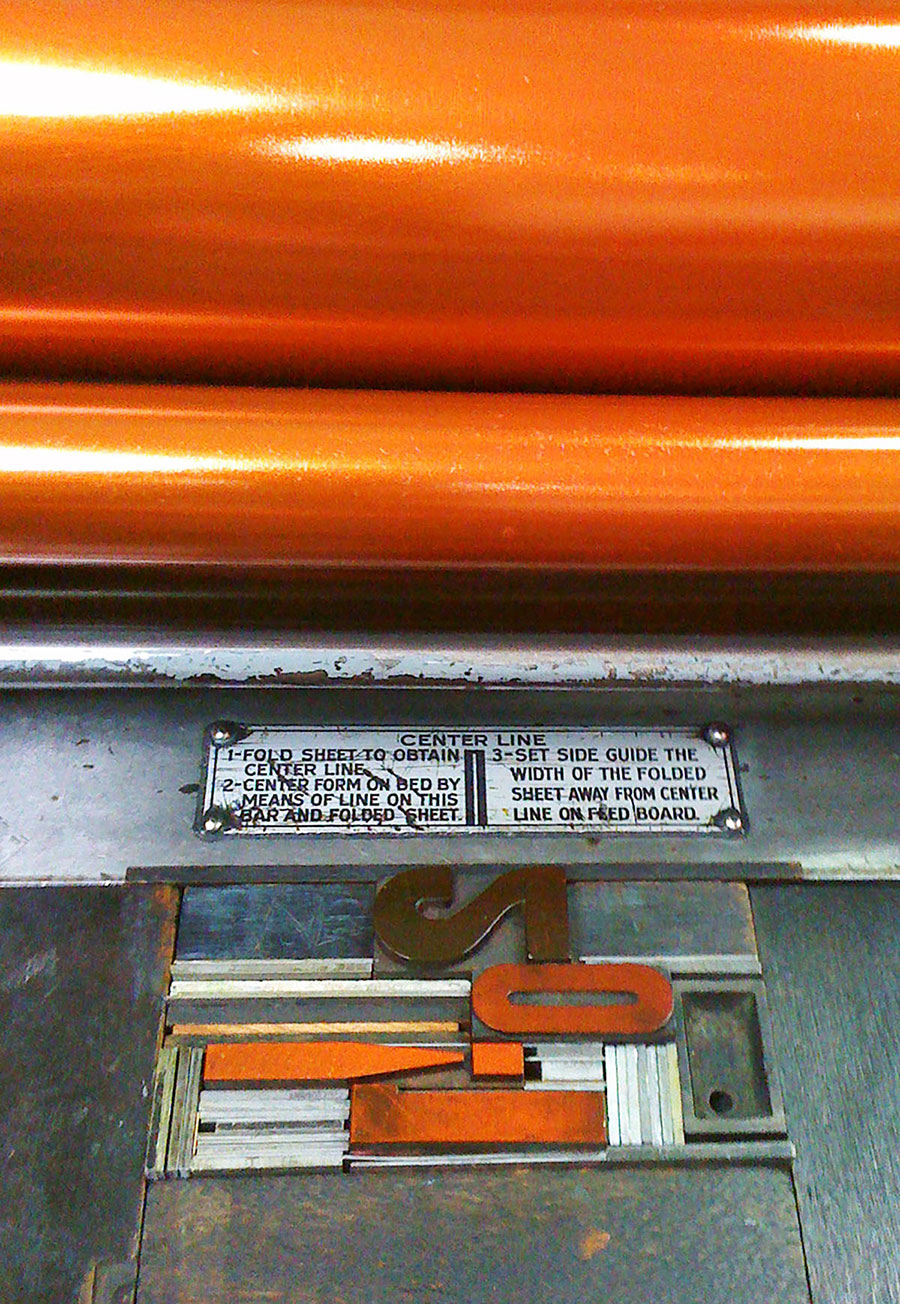 CENTER LINE
1-FOLD SHEET TO OBTAIN
CENTER LINE.
2-CENTER FORM ON BED BY
MEANS OF LINE ON THIS
BAR AND FOLDED SHEET.
3-SET SIDE GUIDE THE
WIDTH OF THE FOLDED
SHEET AWAY FROM CENTER
LINE ON FEED BOARD.